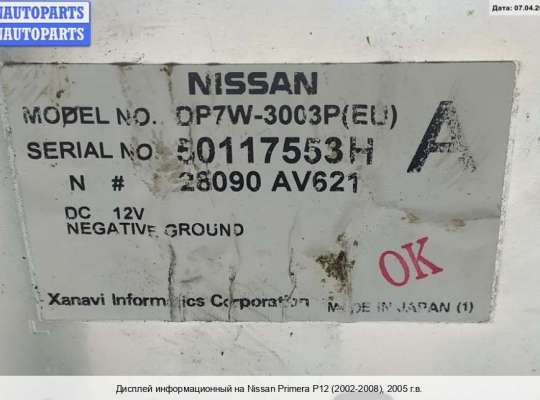 AUTOPARTS
AUTOPARTS
Дата: 07.04.20
NISSAN
MODEL NO. DP7W-3003P(EU)
A
SERIAL NO. 50117553H
N # 28090 AV621
DC 12V
NEGATIVE GROUND
OK
Xanavi Informatics Corporation MADE IN JAPAN (1)
Дисплей информационный на Nissan Primera P12 (2002-2008), 2005 г.в.